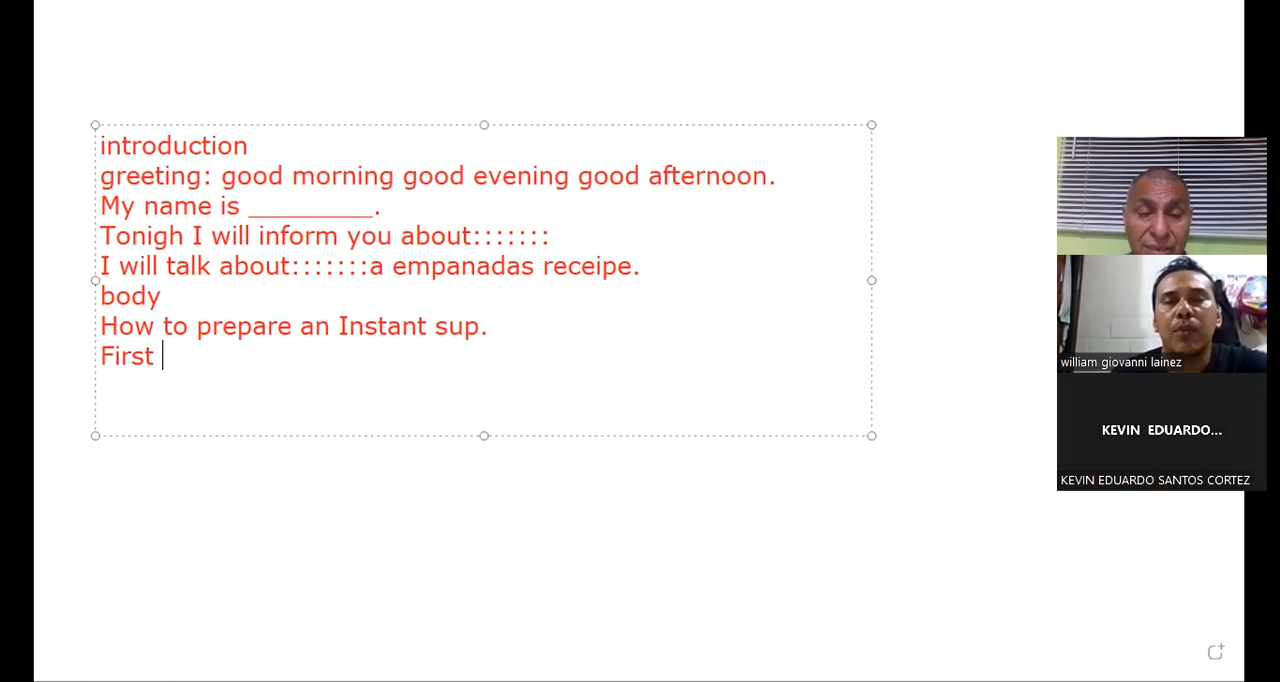 introduction
greeting: good morning good evening good afternoon.
My name is _________.
Tonigh I will inform you about:::::::
I will talk about:::::::a empanadas receipe.
body
How to prepare an Instant sup.
First
william giovanni lainez
KEVIN EDUARDO...
KEVIN EDUARDO SANTOS CORTEZ